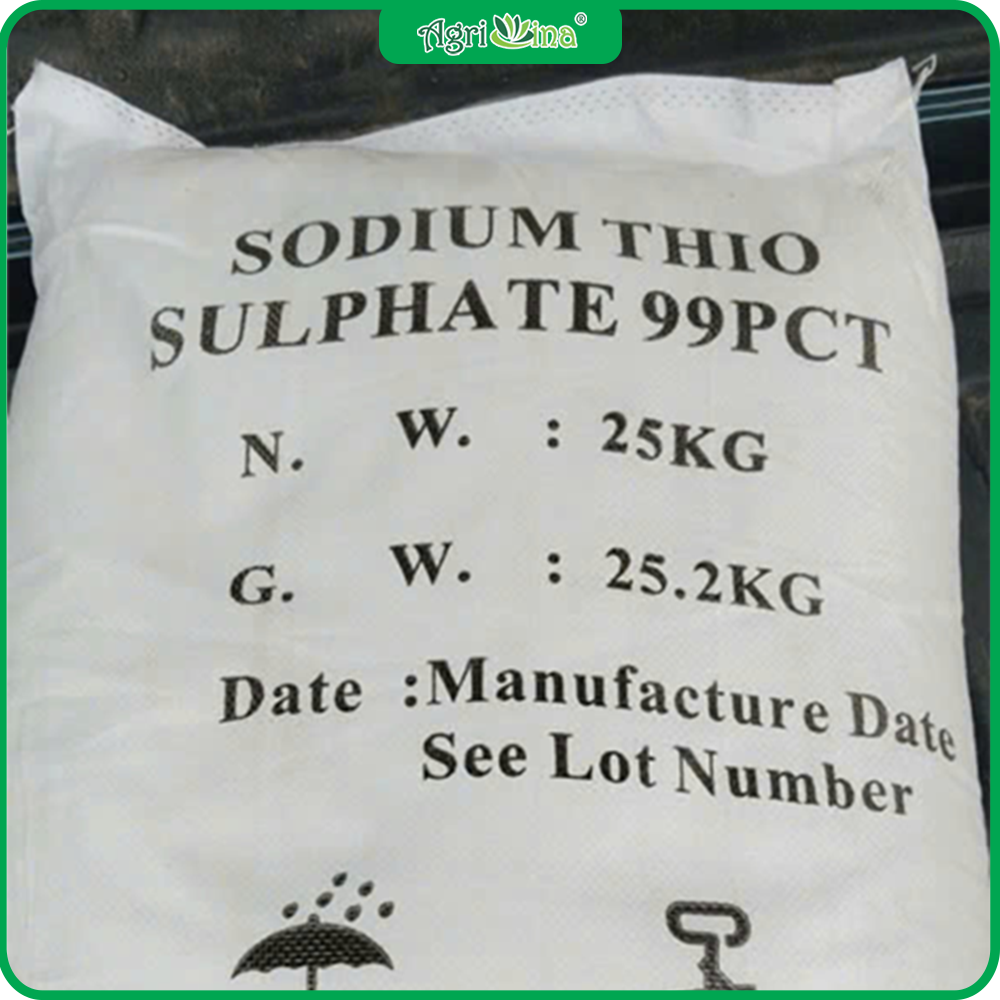 AgriVina®
SODIUM THIO
SULPHATE 99PCT
N. W. : 25KG
G. W. : 25.2KG
Date :Manufacture Date
See Lot Number